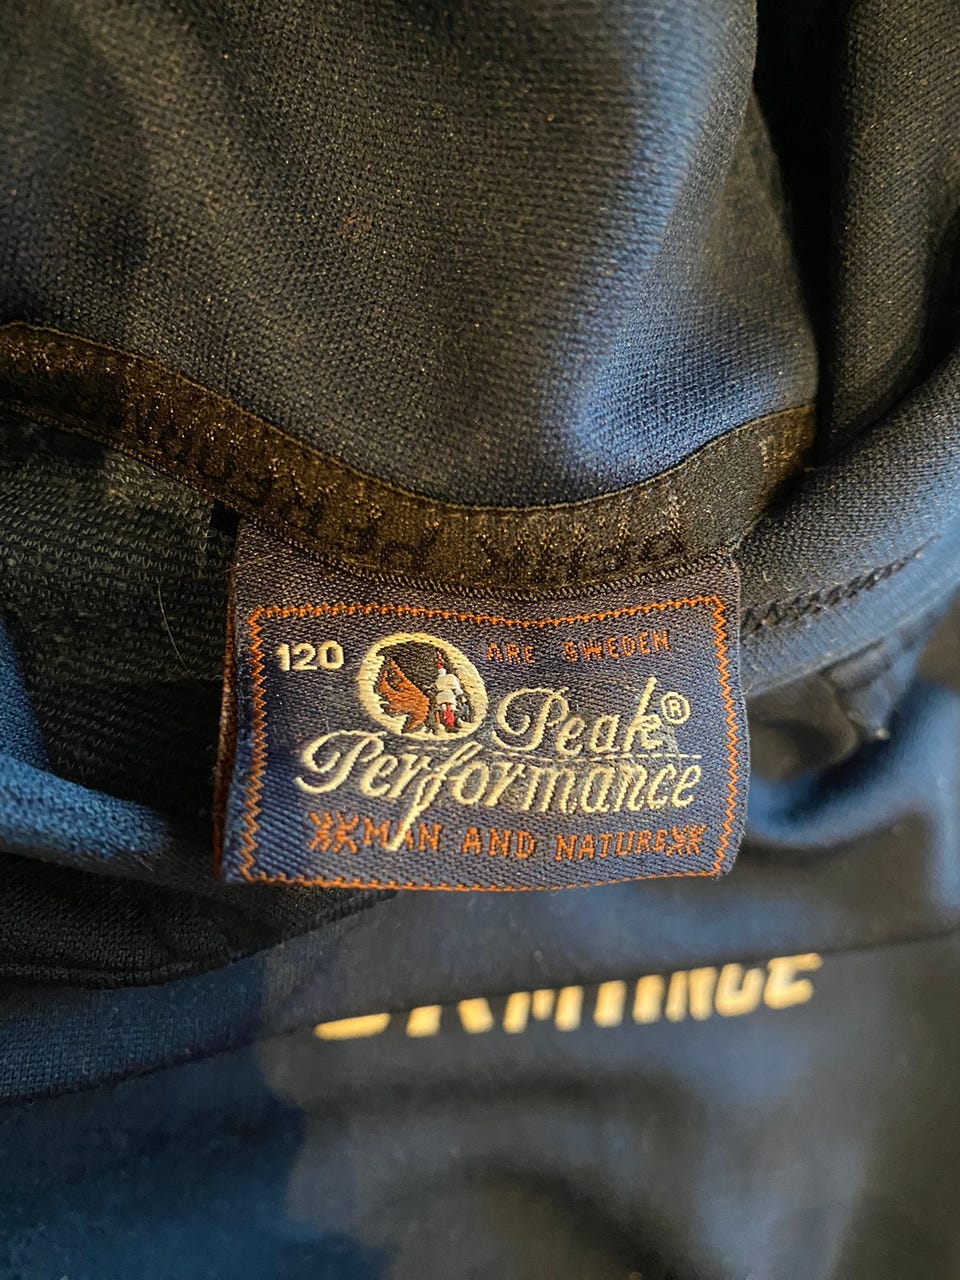 120
ÅRE SWEDEN
Peak®
Performance
MAN AND NATURE